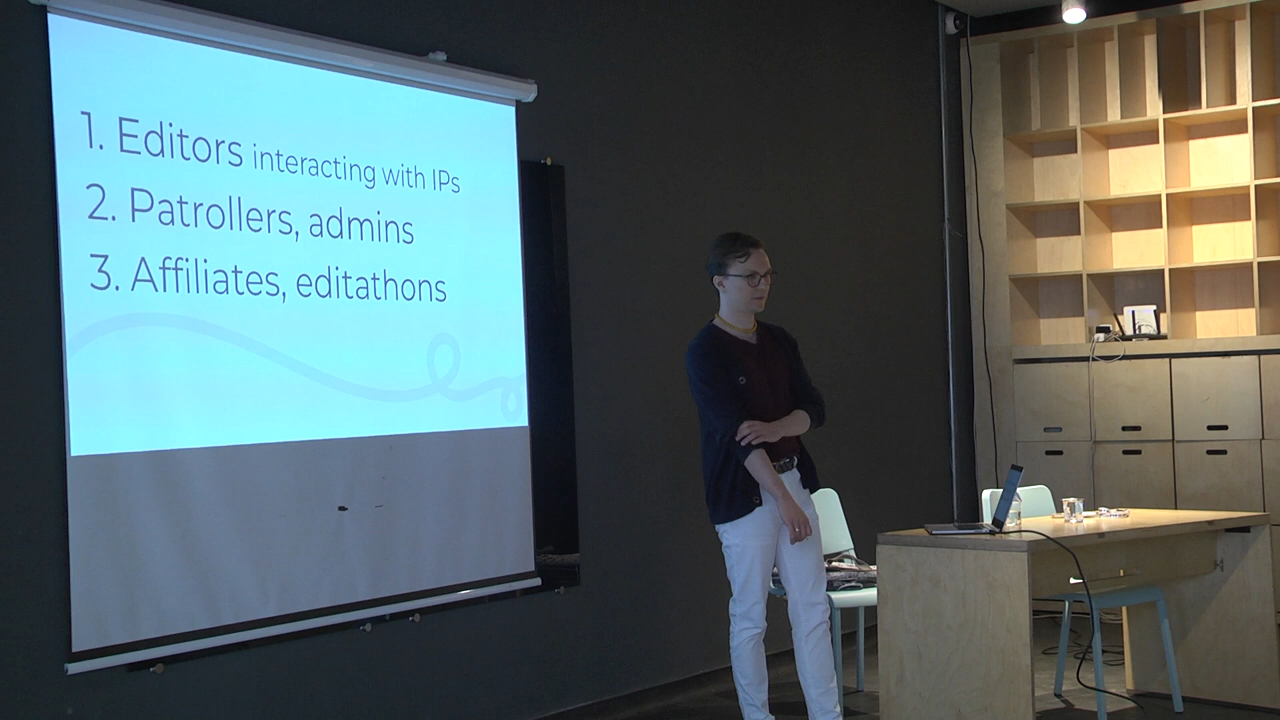 1. Editors interacting with IPs
2. Patrollers, admins
3. Affiliates, editathons